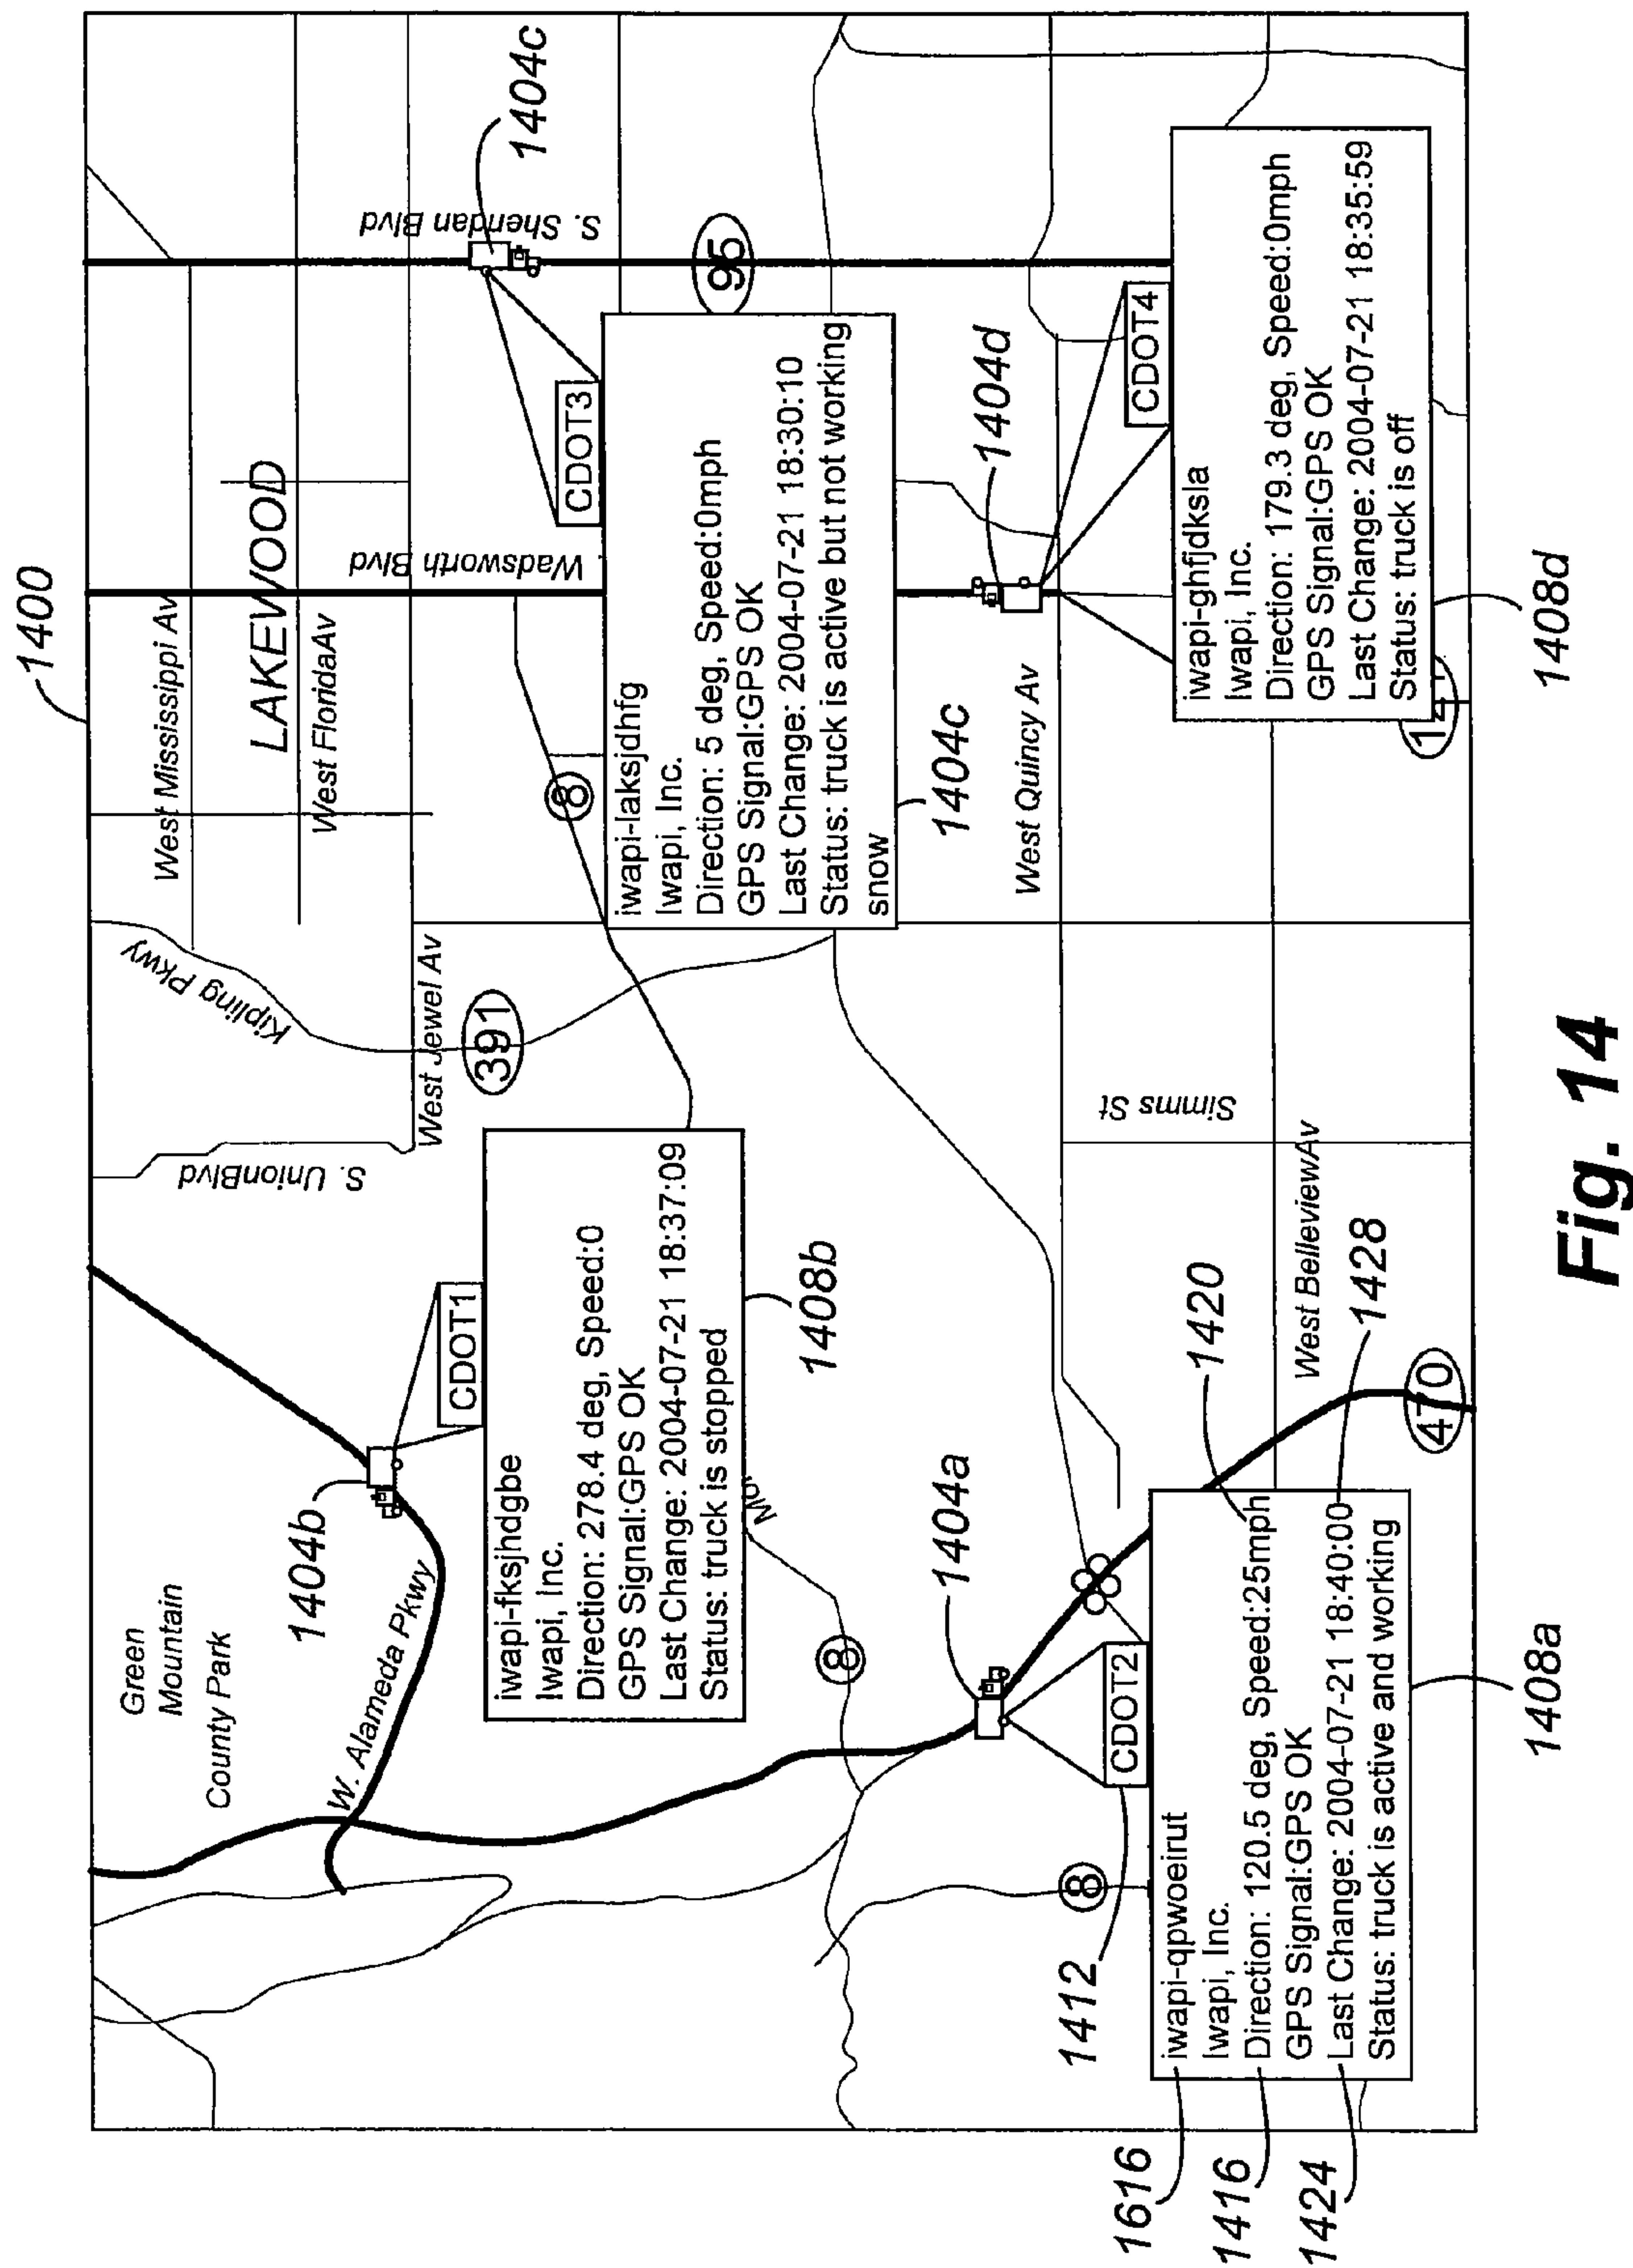 1400
West Mississippi Av
LAKEWOOD
West FloridaAv
Kipling Pkwy
S. UnionBlvd
West Jewel Av
391
8
Wadsworth Blvd
S. Sheridan Blvd
95
1404c
Green
Mountain
County Park
W. Alameda Pkwy
1404b
CDOT1
iwapi-fksjhdgbe
Iwapi, Inc.
Direction: 278.4 deg, Speed:0
GPS Signal:GPS OK
Last Change: 2004-07-21 18:37:09
Status: truck is stopped
1408b
CDOT3
iwapi-laksjdhfg
Iwapi, Inc.
Direction: 5 deg, Speed:0mph
GPS Signal:GPS OK
Last Change: 2004-07-21 18:30:10
Status: truck is active but not working
snow
1404c
8
1404a
1404d
West Quincy Av
8
1412
CDOT2
iwapi-qpwoeirut
Iwapi, Inc.
Direction: 120.5 deg, Speed:25mph
GPS Signal:GPS OK
Last Change: 2004-07-21 18:40:00
Status: truck is active and working
1616
1416
1424
1420
1428
1408a
Simms St
West BelleviewAv
470
CDOT4
iwapi-ghfjdksla
Iwapi, Inc.
Direction: 179.3 deg, Speed:0mph
GPS Signal:GPS OK
Last Change: 2004-07-21 18:35:59
Status: truck is off
1408d
Fig. 14